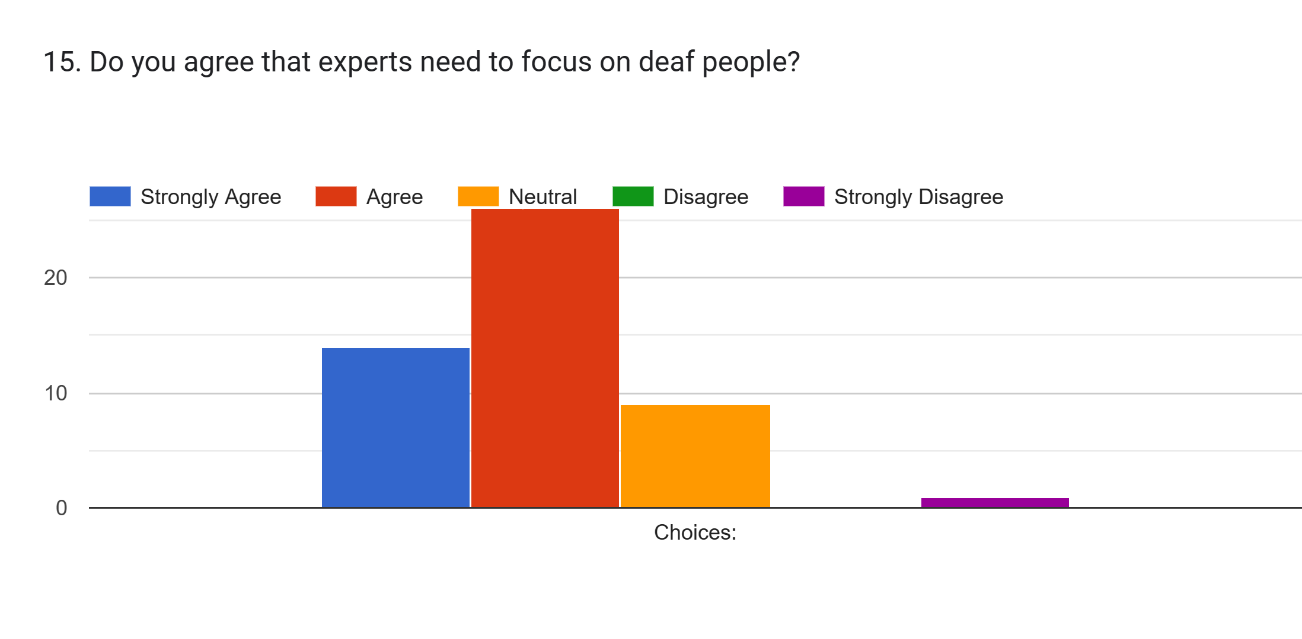 15. Do you agree that experts need to focus on deaf people?
Strongly Agree Agree Neutral Disagree Strongly Disagree
20
10
0
Choices: